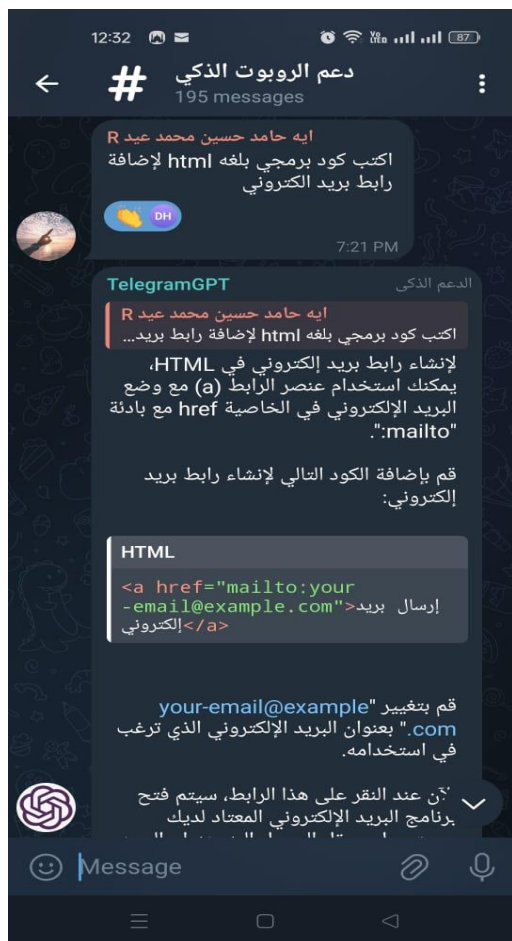 12:32
87
دعم الروبوت الذكي
195 messages
ايه حامد حسين محمد عيد R
اكتب كود برمجي بلغه html لإضافة
رابط بريد الكتروني
DH
7:21 PM
TelegramGPT
الدعم الذكي
ايه حامد حسين محمد عيد R
اكتب كود برمجي بلغه html لإضافة رابط بريد...
لإنشاء رابط بريد إلكتروني في HTML،
يمكنك استخدام عنصر الرابط (a) مع وضع
البريد الإلكتروني في الخاصية href مع بادئة
"mailto:".
قم بإضافة الكود التالي لإنشاء رابط بريد
إلكتروني:
HTML
<a href="mailto:your
-email@example.com">إرسال بريد
إلكتروني</a>
قم بتغيير "your-email@example
.com" بعنوان البريد الإلكتروني الذي ترغب
في استخدامه.
عند النقر على هذا الرابط، سيتم فتح
برنامج البريد الإلكتروني المعتاد لديك
Message